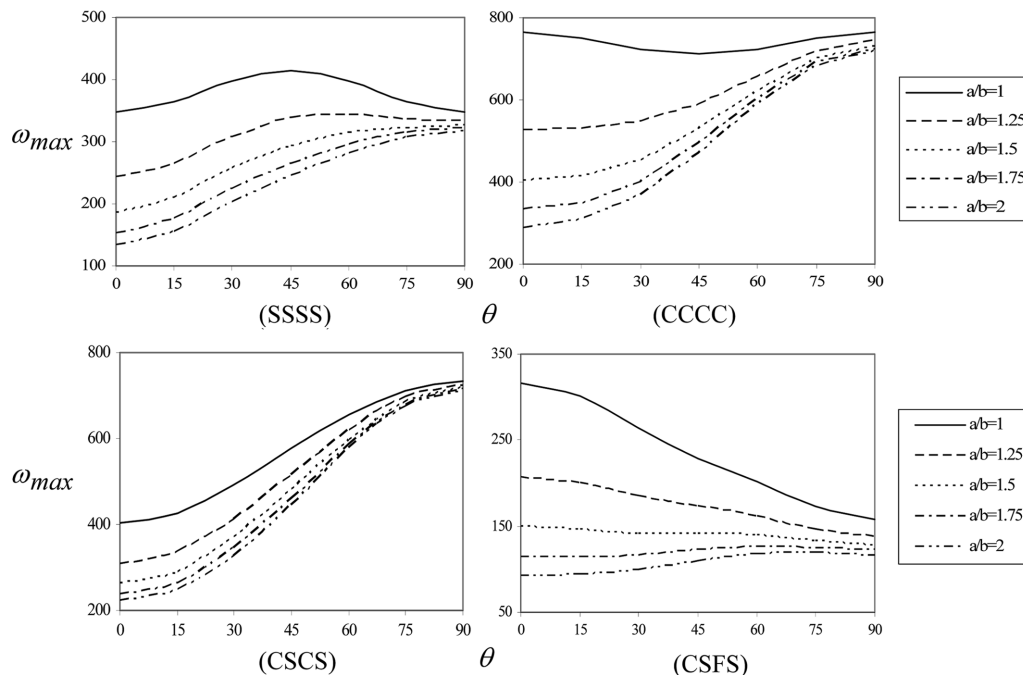 500
400
300
200
100
ωmax
0 15 30 45 60 75 90
(SSSS)
θ
800
600
400
200
0 15 30 45 60 75 90
(CCCC)
a/b=1
a/b=1.25
a/b=1.5
a/b=1.75
a/b=2
800
600
400
200
ωmax
0 15 30 45 60 75 90
(CSCS)
θ
350
250
150
50
0 15 30 45 60 75 90
(CSFS)
a/b=1
a/b=1.25
a/b=1.5
a/b=1.75
a/b=2